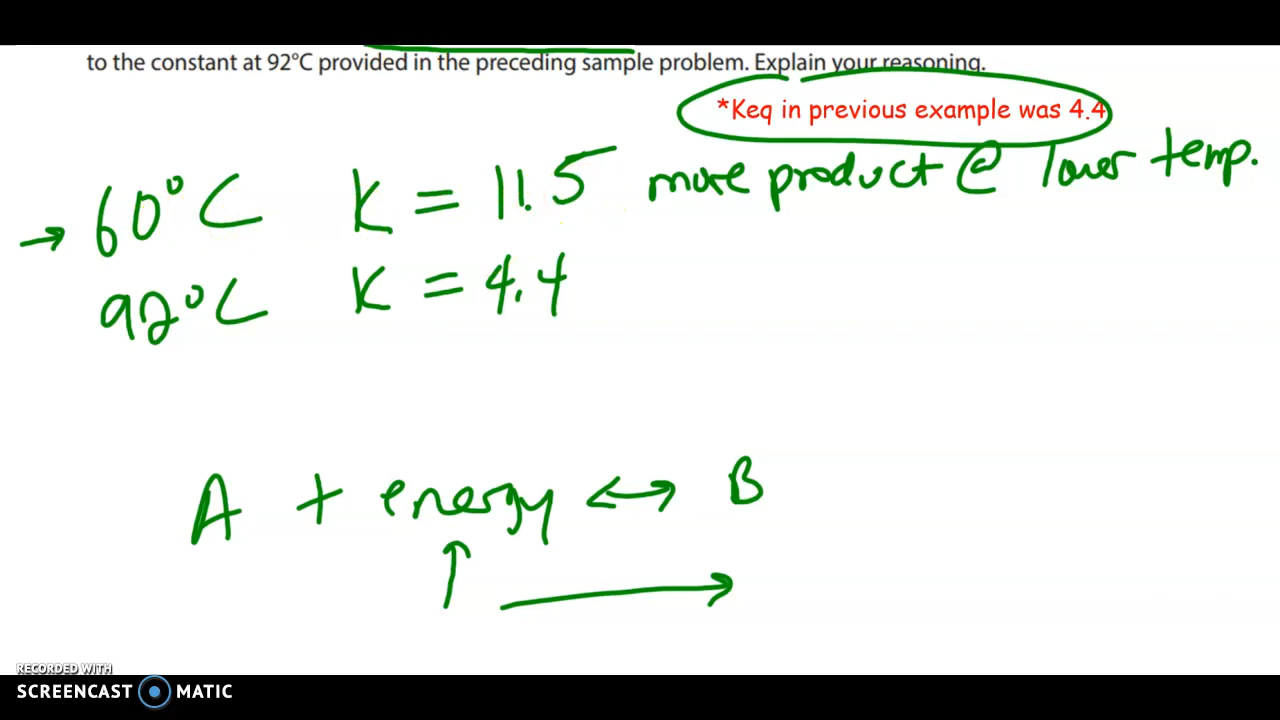 to the constant at 92°C provided in the preceding sample problem. Explain your reasoning.
*Keq in previous example was 4.4
→ 60°C K = 11.5 more product @ lower temp.
92°C K = 4.4
A + energy ↔ B
↑ →
RECORDED WITH
SCREENCAST MATIC